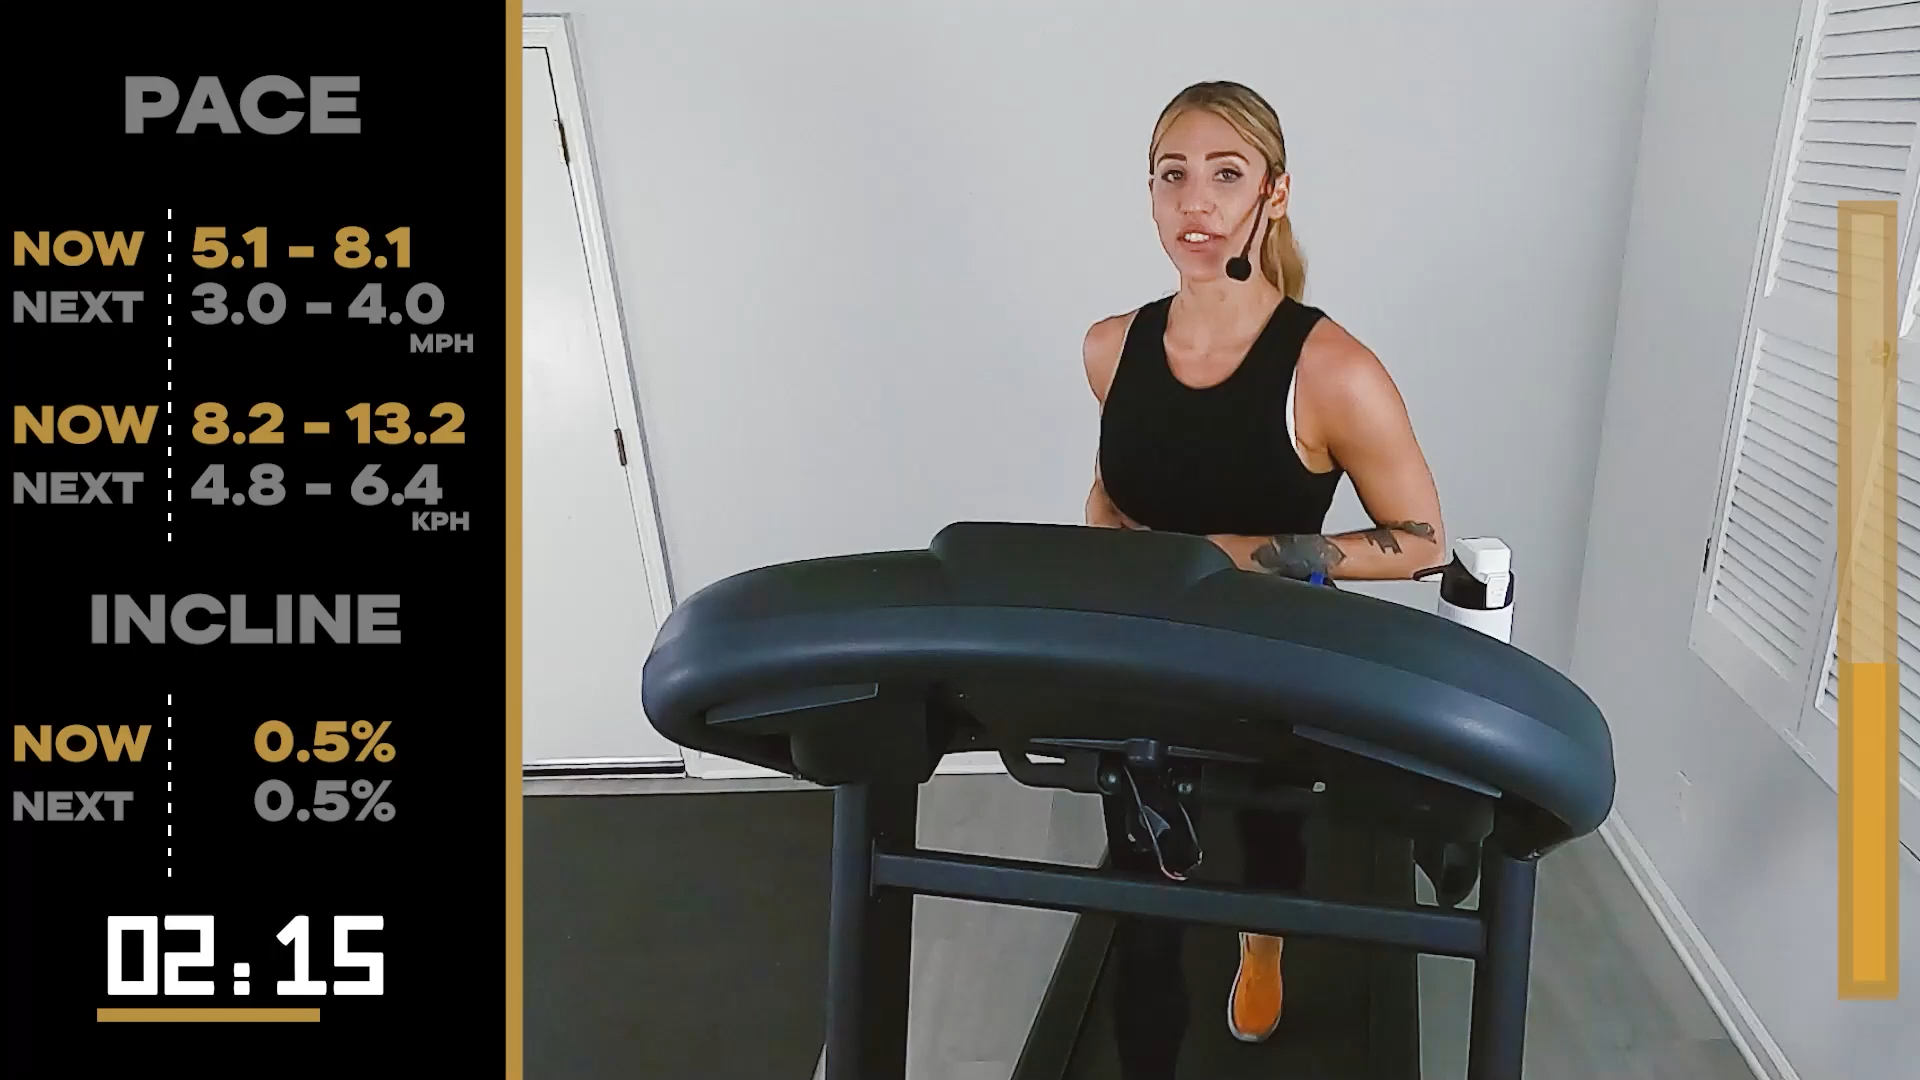 PACE
NOW 5.1 - 8.1
NEXT 3.0 - 4.0
MPH
NOW 8.2 - 13.2
NEXT 4.8 - 6.4
KPH
INCLINE
NOW 0.5%
NEXT 0.5%
02:15